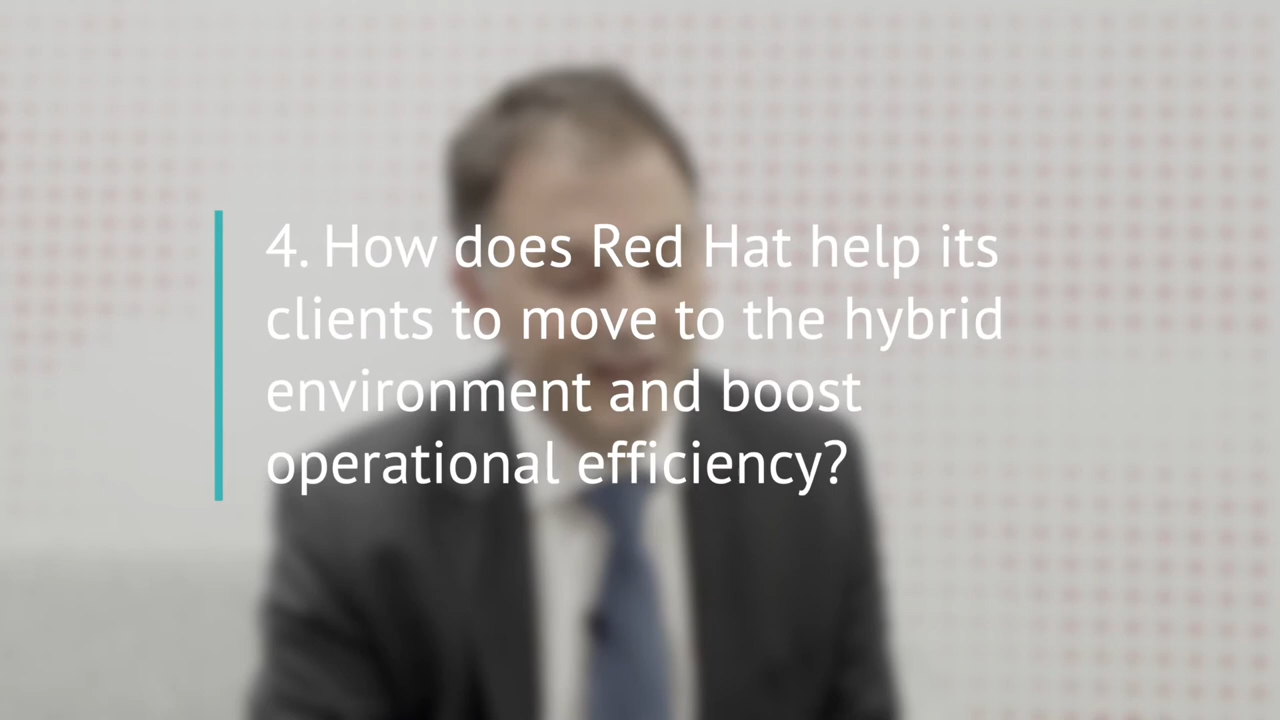 4. How does Red Hat help its
clients to move to the hybrid
environment and boost
operational efficiency?